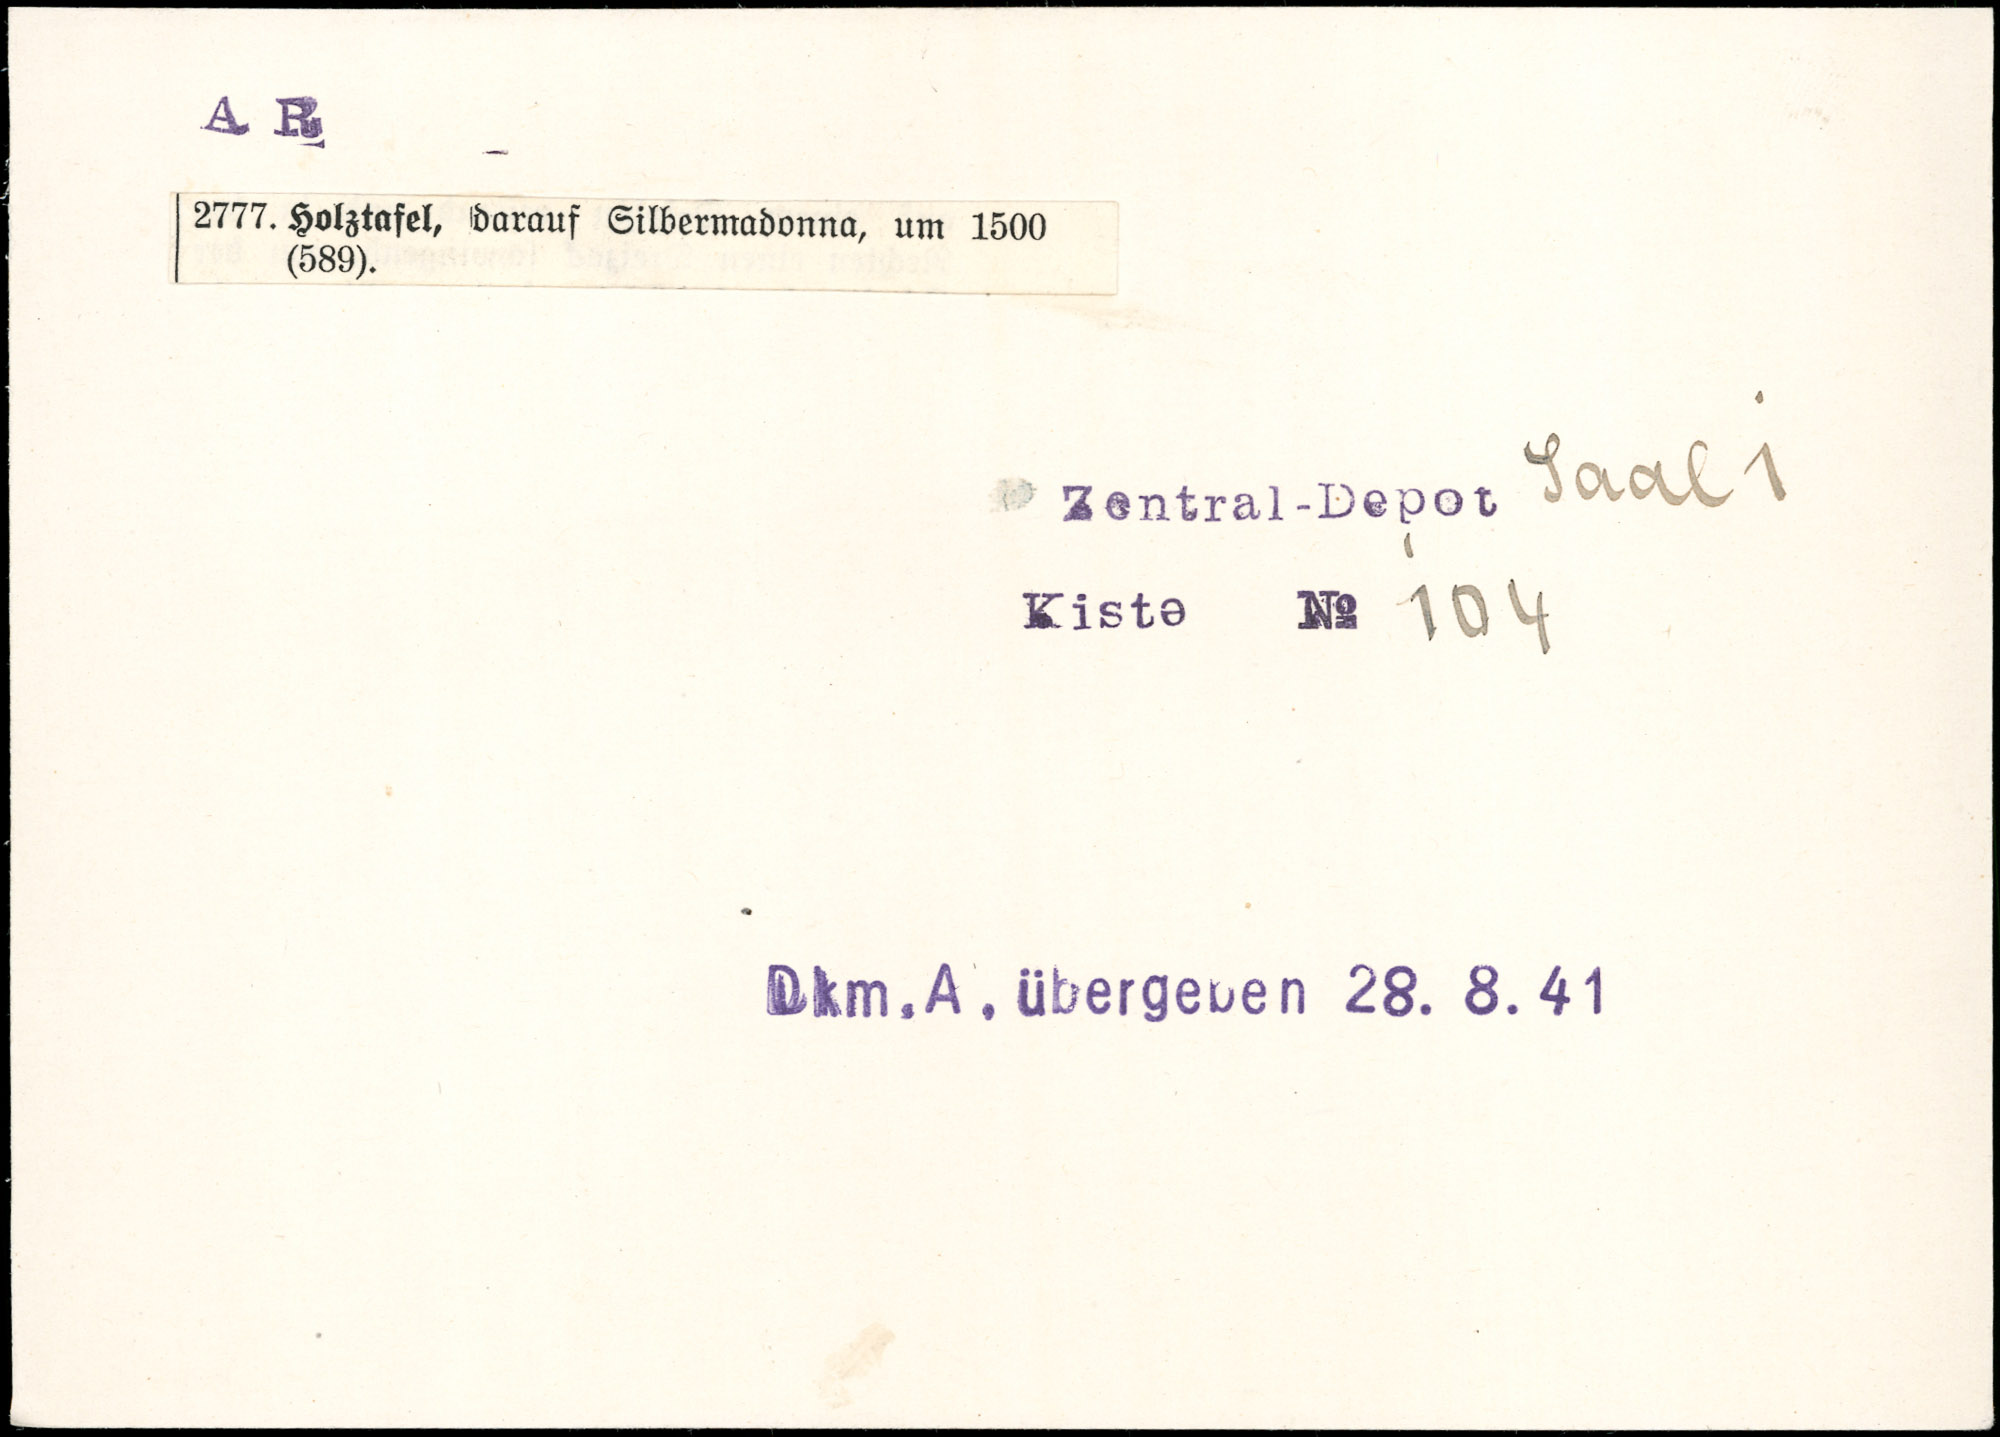 A R
2777. Holztafel, darauf Silbermadonna, um 1500
(589).
Zentral-Depot Saal 1
Kiste № 104
Dkm.A. übergeben 28. 8. 41